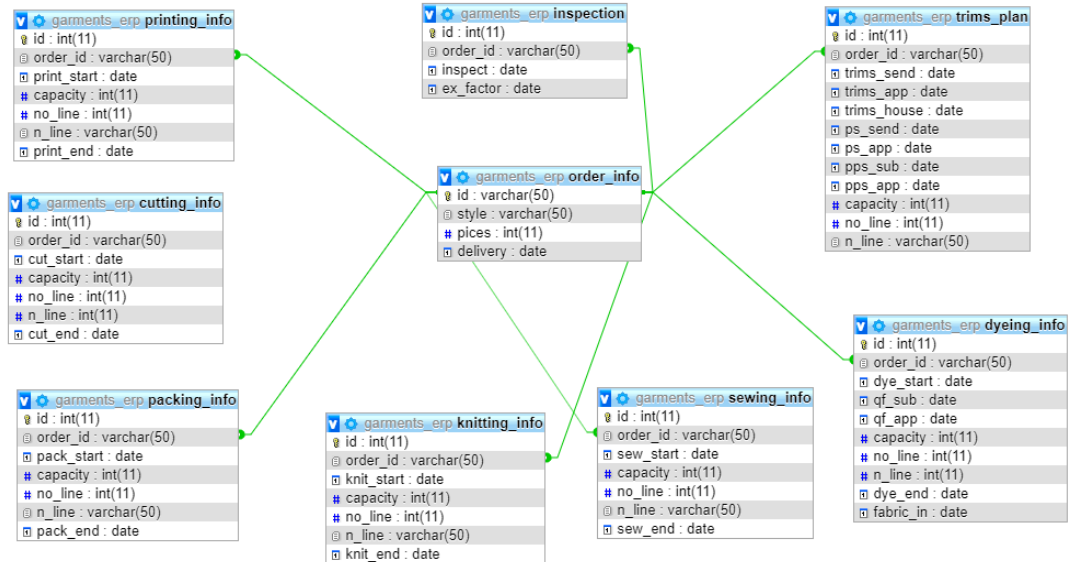 garments_erp printing_info
id : int(11)
order_id : varchar(50)
print_start : date
# capacity : int(11)
# no_line : int(11)
n_line : varchar(50)
print_end : date
garments_erp inspection
id : int(11)
order_id : varchar(50)
inspect : date
ex_factor : date
garments_erp trims_plan
id : int(11)
order_id : varchar(50)
trims_send : date
trims_app : date
trims_house : date
ps_send : date
ps_app : date
pps_sub : date
pps_app : date
# capacity : int(11)
# no_line : int(11)
n_line : varchar(50)
garments_erp order_info
id : varchar(50)
style : varchar(50)
# pices : int(11)
delivery : date
garments_erp cutting_info
id : int(11)
order_id : varchar(50)
cut_start : date
# capacity : int(11)
# no_line : int(11)
# n_line : int(11)
cut_end : date
garments_erp dyeing_info
id : int(11)
order_id : varchar(50)
dye_start : date
qf_sub : date
qf_app : date
# capacity : int(11)
# no_line : int(11)
# n_line : int(11)
dye_end : date
fabric_in : date
garments_erp packing_info
id : int(11)
order_id : varchar(50)
pack_start : date
# capacity : int(11)
# no_line : int(11)
n_line : varchar(50)
pack_end : date
garments_erp knitting_info
id : int(11)
order_id : varchar(50)
knit_start : date
# capacity : int(11)
# no_line : int(11)
n_line : varchar(50)
knit_end : date
garments_erp sewing_info
id : int(11)
order_id : varchar(50)
sew_start : date
# capacity : int(11)
# no_line : int(11)
n_line : varchar(50)
sew_end : date